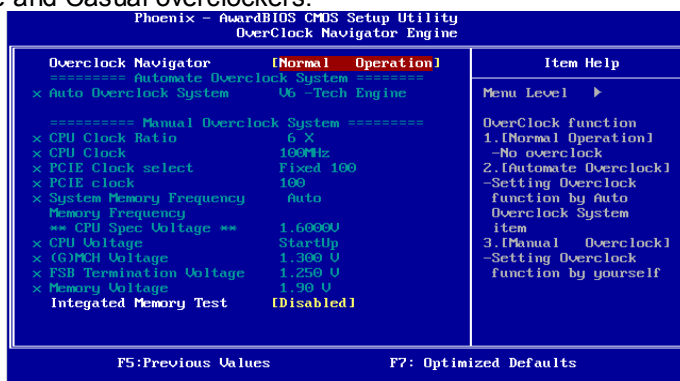 e and Casual overclockers.
Phoenix - AwardBIOS CMOS Setup Utility
OverClock Navigator Engine
Overclock Navigator [Normal Operation]
========= Automate Overclock System ========
x Auto Overclock System V6 -Tech Engine
========== Manual Overclock System =========
x CPU Clock Ratio 6 X
x CPU Clock 100MHz
x PCIE Clock select Fixed 100
x PCIE clock 100
x System Memory Frequency Auto
Memory Frequency
** CPU Spec Voltage ** 1.6000V
x CPU Voltage StartUp
x (G)MCH Voltage 1.300 V
x FSB Termination Voltage 1.250 V
x Memory Voltage 1.90 V
Integated Memory Test [Disabled]
Item Help
Menu Level ▶
OverClock function
1.[Normal Operation]
-No overclock
2.[Automate Overclock]
-Setting Overclock
function by Auto
Overclock System
item
3.[Manual Overclock]
-Setting Overclock
function by yourself
F5:Previous Values F7: Optimized Defaults